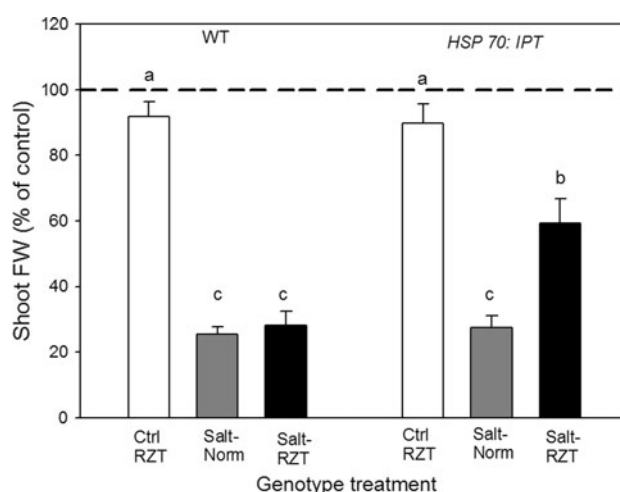 120
WT
HSP 70: IPT
a
a
100
80
b
60
40
c
c
c
20
0
Shoot FW (% of control)
Ctrl
RZT
Salt-
Norm
Salt-
RZT
Ctrl
RZT
Salt-
Norm
Salt-
RZT
Genotype treatment